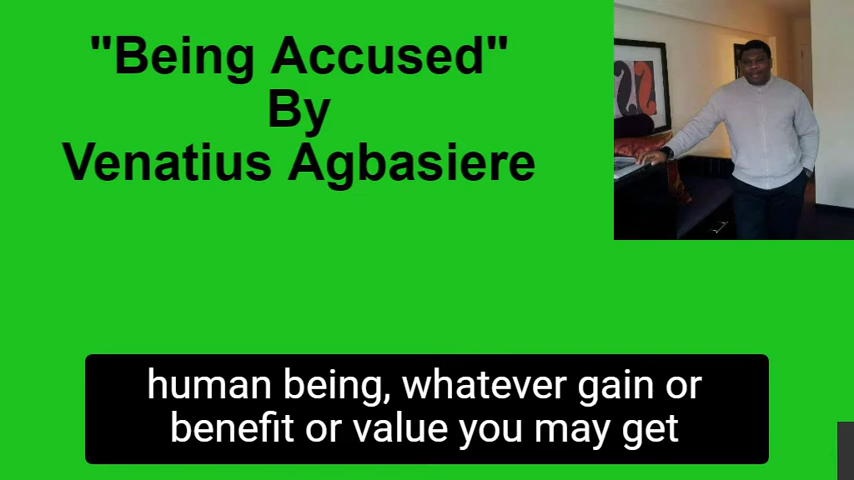 "Being Accused"
By
Venatius Agbasiere
human being, whatever gain or
benefit or value you may get